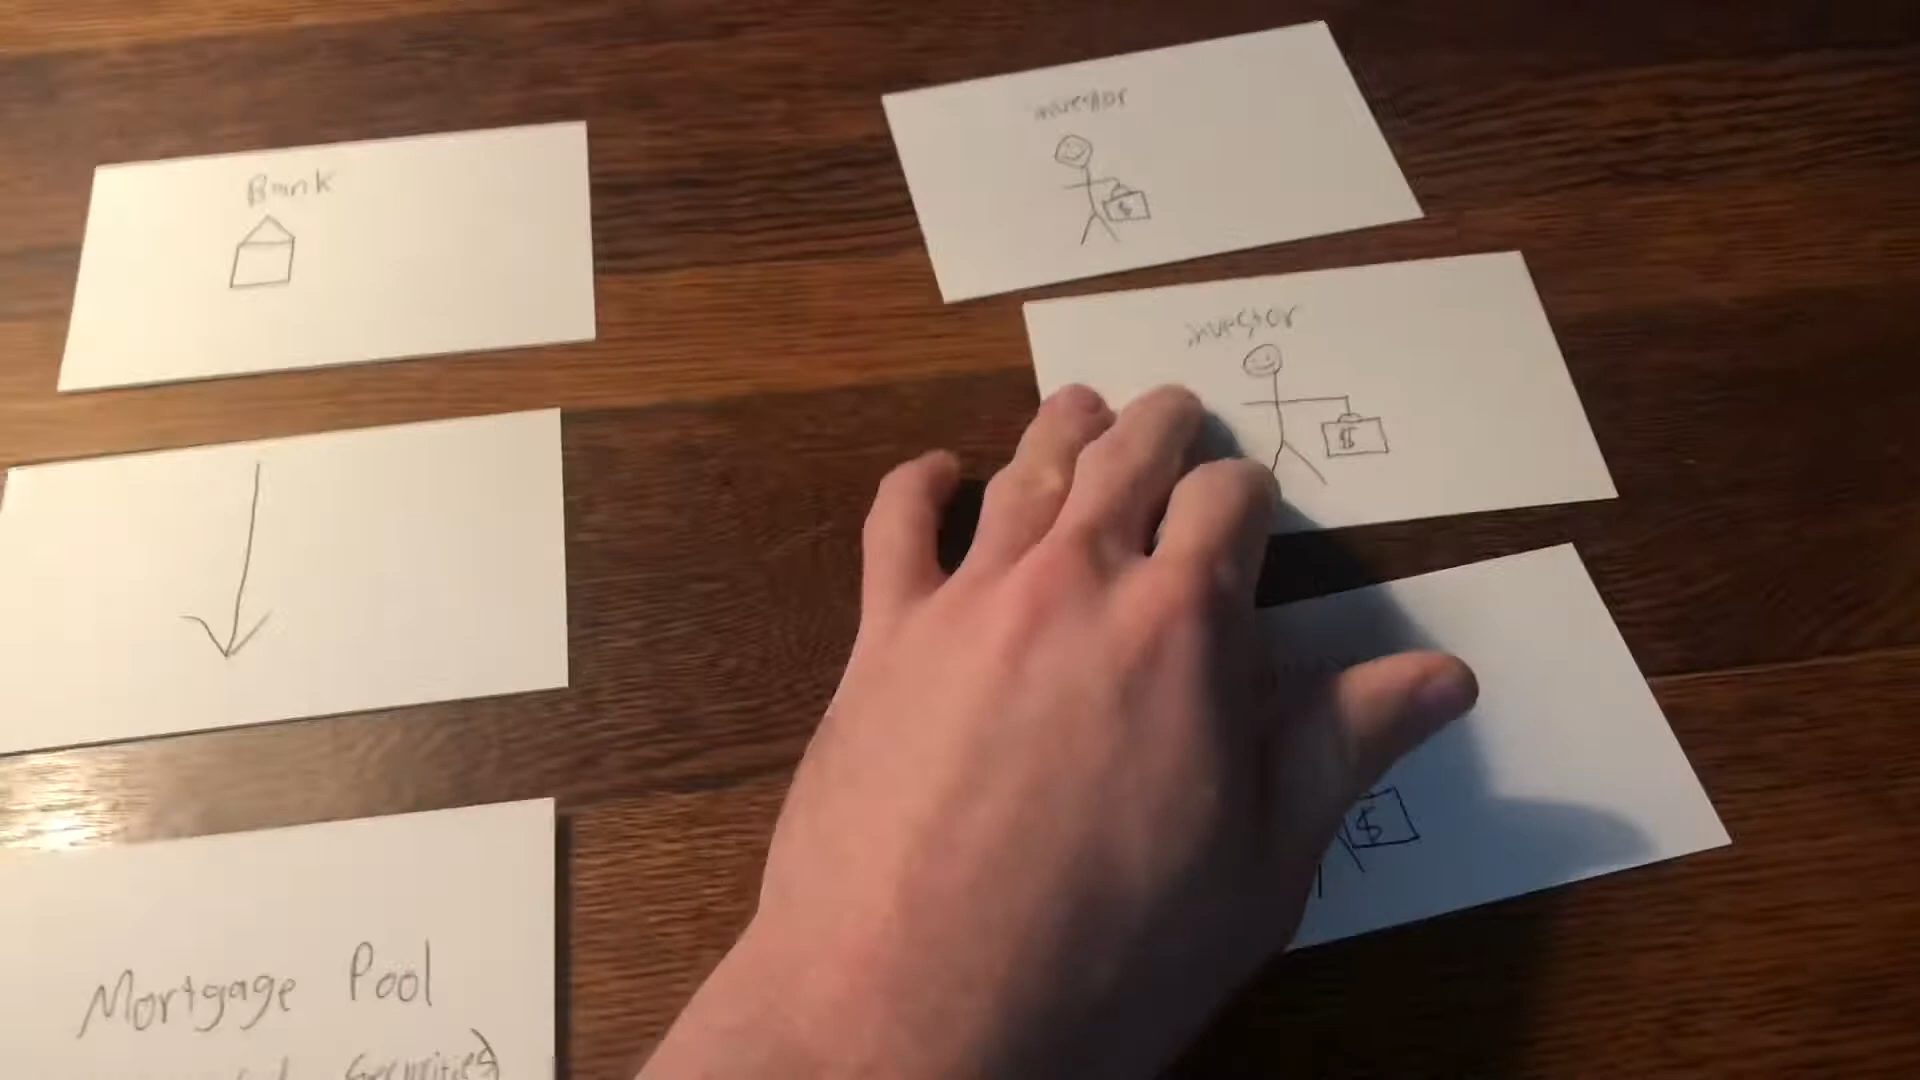 Bank
Mortgage Pool
Securities)
investor
$
investor
$
$